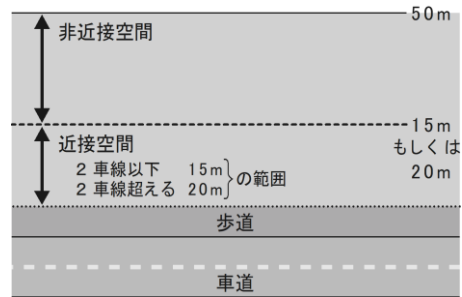 50m
非近接空間
15m
もしくは
20m
近接空間
2車線以下 15m
2車線超える 20m
の範囲
歩道
車道